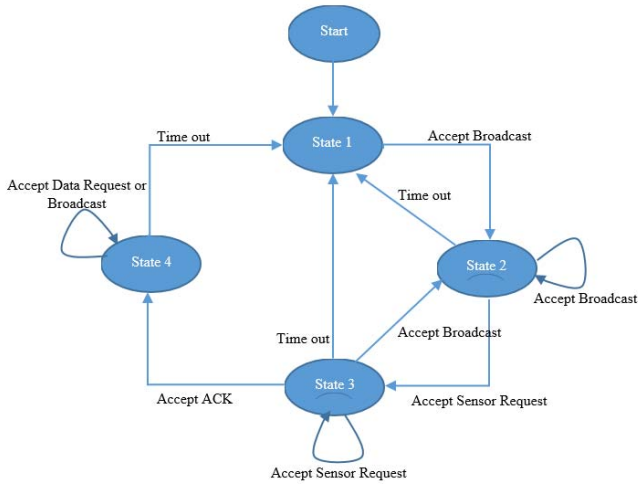 Start
Time out
State 1
Accept Broadcast
Accept Data Request or
Broadcast
Time out
State 4
State 2
Accept Broadcast
Time out
Accept Broadcast
State 3
Accept ACK
Accept Sensor Request
Accept Sensor Request